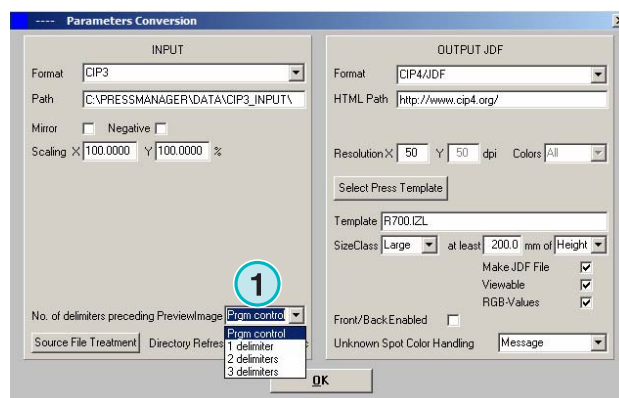 ---- Parameters Conversion
INPUT
Format CIP3
Path C:\PRESSMANAGER\DATA\CIP3_INPUT\
Mirror Negative
Scaling X 100.0000 Y 100.0000 %
1
No. of delimiters preceding PreviewImage Prgm control
Prgm control
1 delimiter
2 delimiters
3 delimiters
Source File Treatment Directory Refres
OUTPUT JDF
Format CIP4/JDF
HTML Path http://www.cip4.org/
Resolution X 50 Y 50 dpi Colors All
Select Press Template
Template R700.IZL
SizeClass Large at least 200.0 mm of Height
Make JDF File
Viewable
RGB-Values
Front/Back Enabled
Unknown Spot Color Handling Message
OK